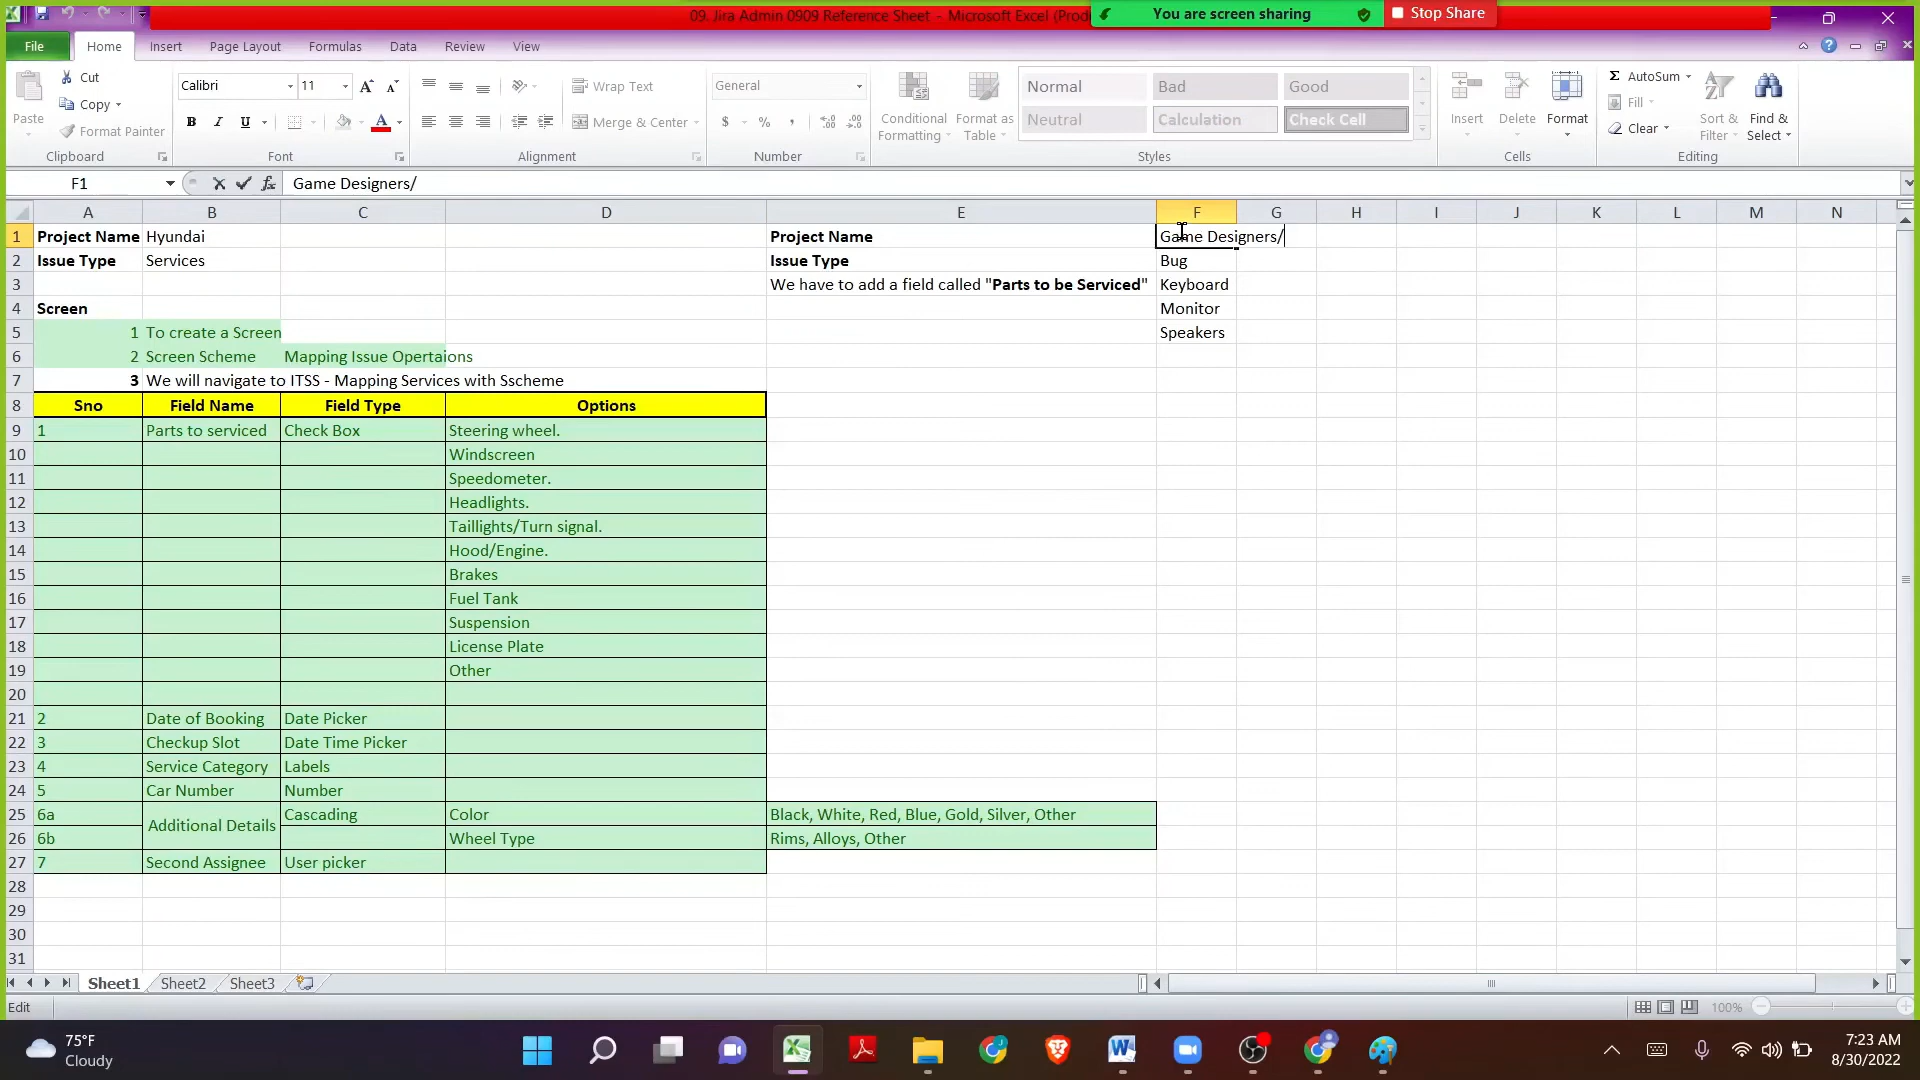 09. Jira Admin 0909 Reference Sheet - Microsoft Excel (Prod
You are screen sharing
Stop Share
File Home Insert Page Layout Formulas Data Review View
Paste
Cut
Copy
Format Painter
Clipboard
Calibri 11
B I U
Font
Wrap Text
Merge & Center
Alignment
General
$ % ,
Number
Conditional Formatting
Format as Table
Normal Bad Good
Neutral Calculation Check Cell
Styles
Insert Delete Format
Cells
AutoSum
Fill
Clear
Sort & Filter
Find & Select
Editing
F1 fx Game Designers/
A B C D E F G H I J K L M N
1 Project Name Hyundai Project Name Game Designers/
2 Issue Type Services Issue Type Bug
3 We have to add a field called "Parts to be Serviced" Keyboard
4 Screen Monitor
5 1 To create a Screen Speakers
6 2 Screen Scheme Mapping Issue Opertaions
7 3 We will navigate to ITSS - Mapping Services with Sscheme
8 Sno Field Name Field Type Options
9 1 Parts to serviced Check Box Steering wheel.
10 Windscreen
11 Speedometer.
12 Headlights.
13 Taillights/Turn signal.
14 Hood/Engine.
15 Brakes
16 Fuel Tank
17 Suspension
18 License Plate
19 Other
20
21 2 Date of Booking Date Picker
22 3 Checkup Slot Date Time Picker
23 4 Service Category Labels
24 5 Car Number Number
25 6a Additional Details Cascading Color Black, White, Red, Blue, Gold, Silver, Other
26 6b Wheel Type Rims, Alloys, Other
27 7 Second Assignee User picker
28
29
30
31
Sheet1 Sheet2 Sheet3
Edit 100%
75°F
Cloudy
7:23 AM
8/30/2022